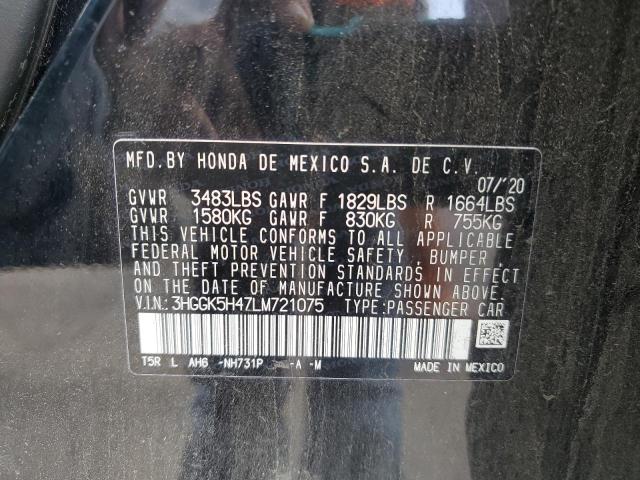 MFD.BY HONDA DE MEXICO S.A. DE C.V.
07/'20
GVWR 3483LBS GAWR F 1829LBS R 1664LBS
GVWR 1580KG GAWR F 830KG R 755KG
THIS VEHICLE CONFORMS TO ALL APPLICABLE
FEDERAL MOTOR VEHICLE SAFETY, BUMPER,
AND THEFT PREVENTION STANDARDS IN EFFECT
ON THE DATE OF MANUFACTURE SHOWN ABOVE.
V.I.N.: 3HGGK5H47LM721075 TYPE:PASSENGER CAR
T5R L AH6 -NH731P -A -M MADE IN MEXICO